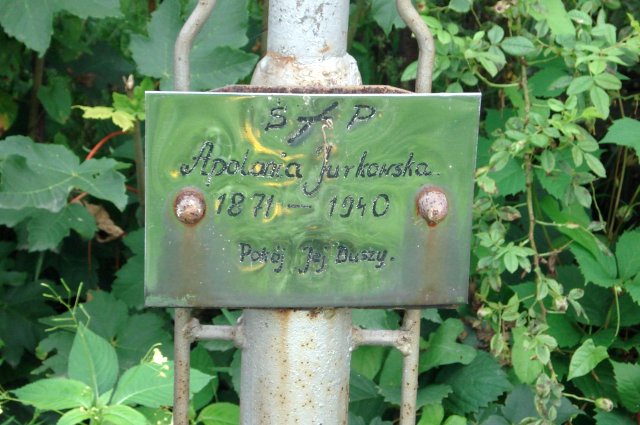 Ś † P
Apolonia Jurkowska
1871 — 1940
Pokój Jej Duszy.